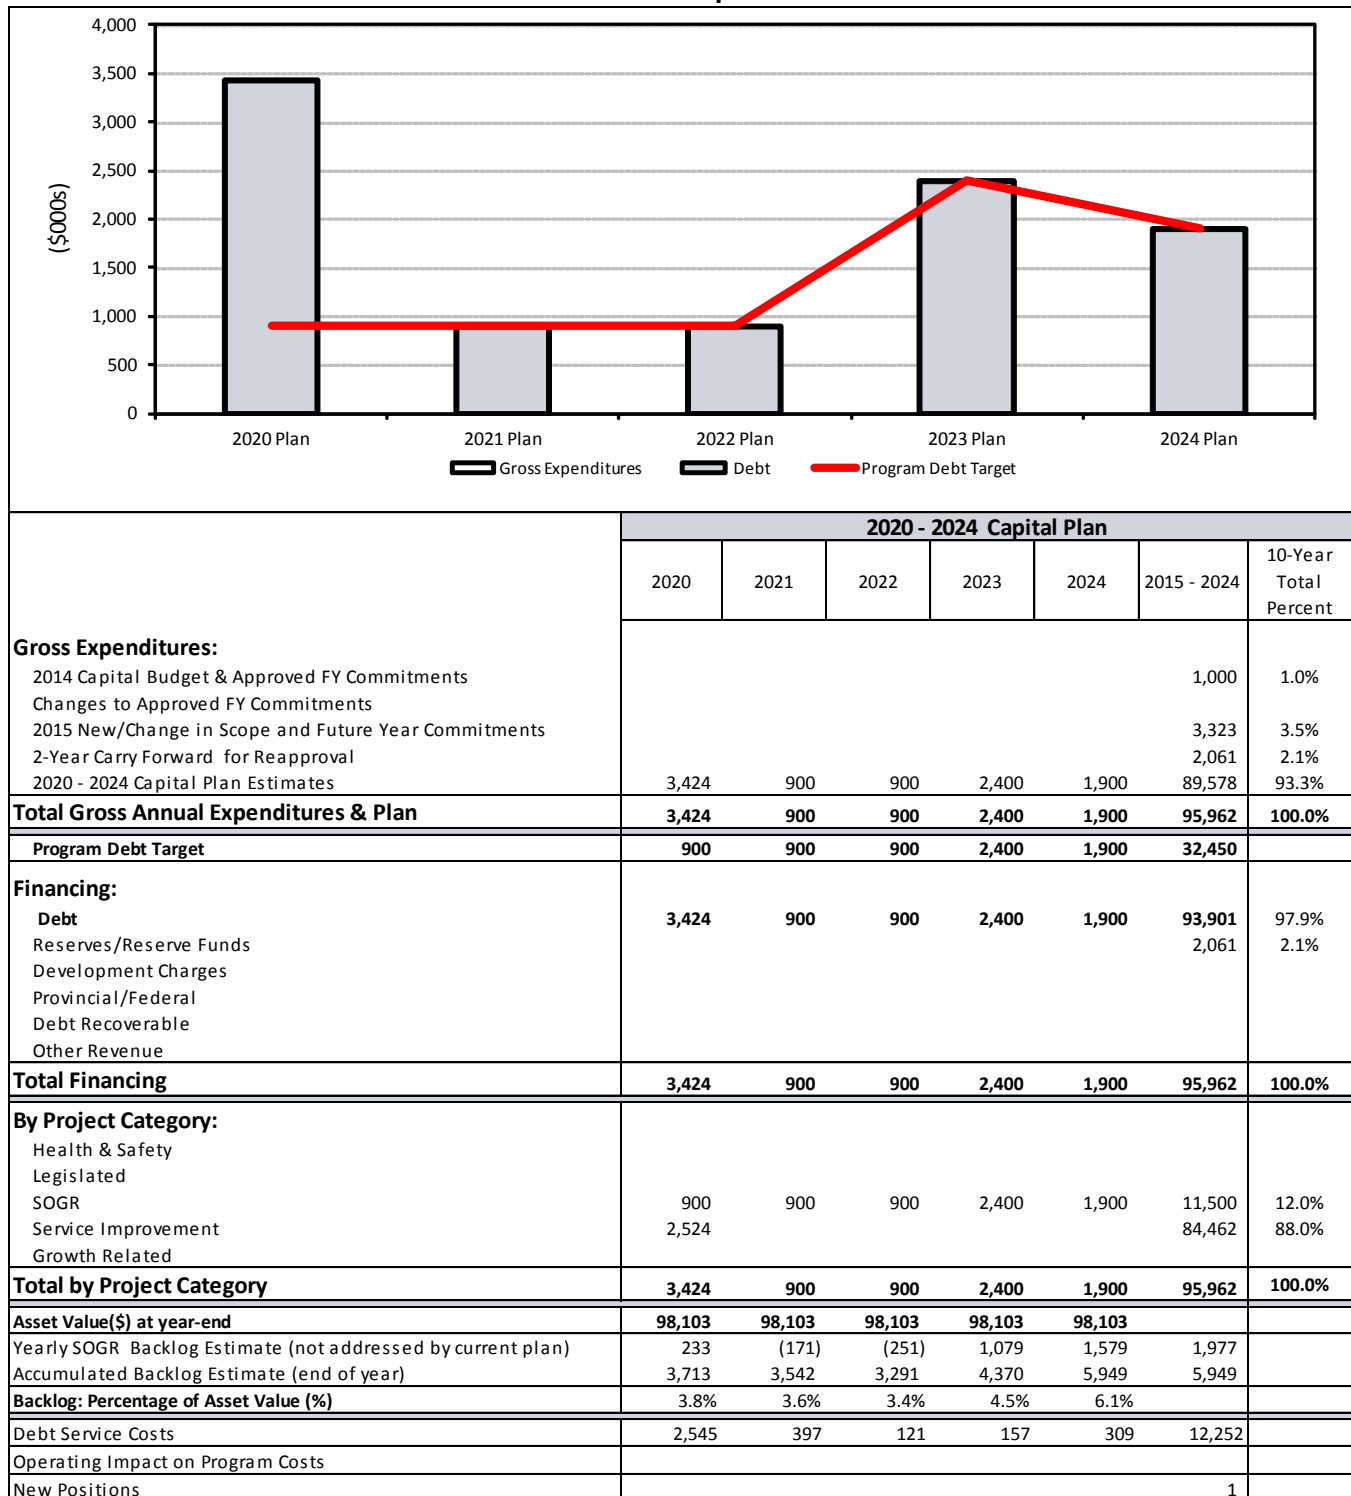 4,000
3,500
3,000
2,500
2,000
1,500
1,000
500
0
($000s)
2020 Plan 2021 Plan 2022 Plan 2023 Plan 2024 Plan
Gross Expenditures Debt Program Debt Target
2020 - 2024 Capital Plan
2020 2021 2022 2023 2024 2015 - 2024 10-Year Total Percent
Gross Expenditures:
2014 Capital Budget & Approved FY Commitments 1,000 1.0%
Changes to Approved FY Commitments
2015 New/Change in Scope and Future Year Commitments 3,323 3.5%
2-Year Carry Forward for Reapproval 2,061 2.1%
2020 - 2024 Capital Plan Estimates 3,424 900 900 2,400 1,900 89,578 93.3%
Total Gross Annual Expenditures & Plan 3,424 900 900 2,400 1,900 95,962 100.0%
Program Debt Target 900 900 900 2,400 1,900 32,450
Financing:
Debt 3,424 900 900 2,400 1,900 93,901 97.9%
Reserves/Reserve Funds 2,061 2.1%
Development Charges
Provincial/Federal
Debt Recoverable
Other Revenue
Total Financing 3,424 900 900 2,400 1,900 95,962 100.0%
By Project Category:
Health & Safety
Legislated
SOGR 900 900 900 2,400 1,900 11,500 12.0%
Service Improvement 2,524 84,462 88.0%
Growth Related
Total by Project Category 3,424 900 900 2,400 1,900 95,962 100.0%
Asset Value($) at year-end 98,103 98,103 98,103 98,103 98,103
Yearly SOGR Backlog Estimate (not addressed by current plan) 233 (171) (251) 1,079 1,579 1,977
Accumulated Backlog Estimate (end of year) 3,713 3,542 3,291 4,370 5,949 5,949
Backlog: Percentage of Asset Value (%) 3.8% 3.6% 3.4% 4.5% 6.1%
Debt Service Costs 2,545 397 121 157 309 12,252
Operating Impact on Program Costs
New Positions 1